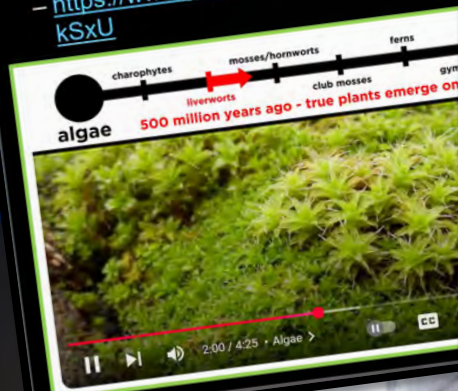 kSxU
charophytes
mosses/hornworts
ferns
algae
liverworts
club mosses
500 million years ago - true plants emerge on
2:00 / 4:25 • Algae >
CC